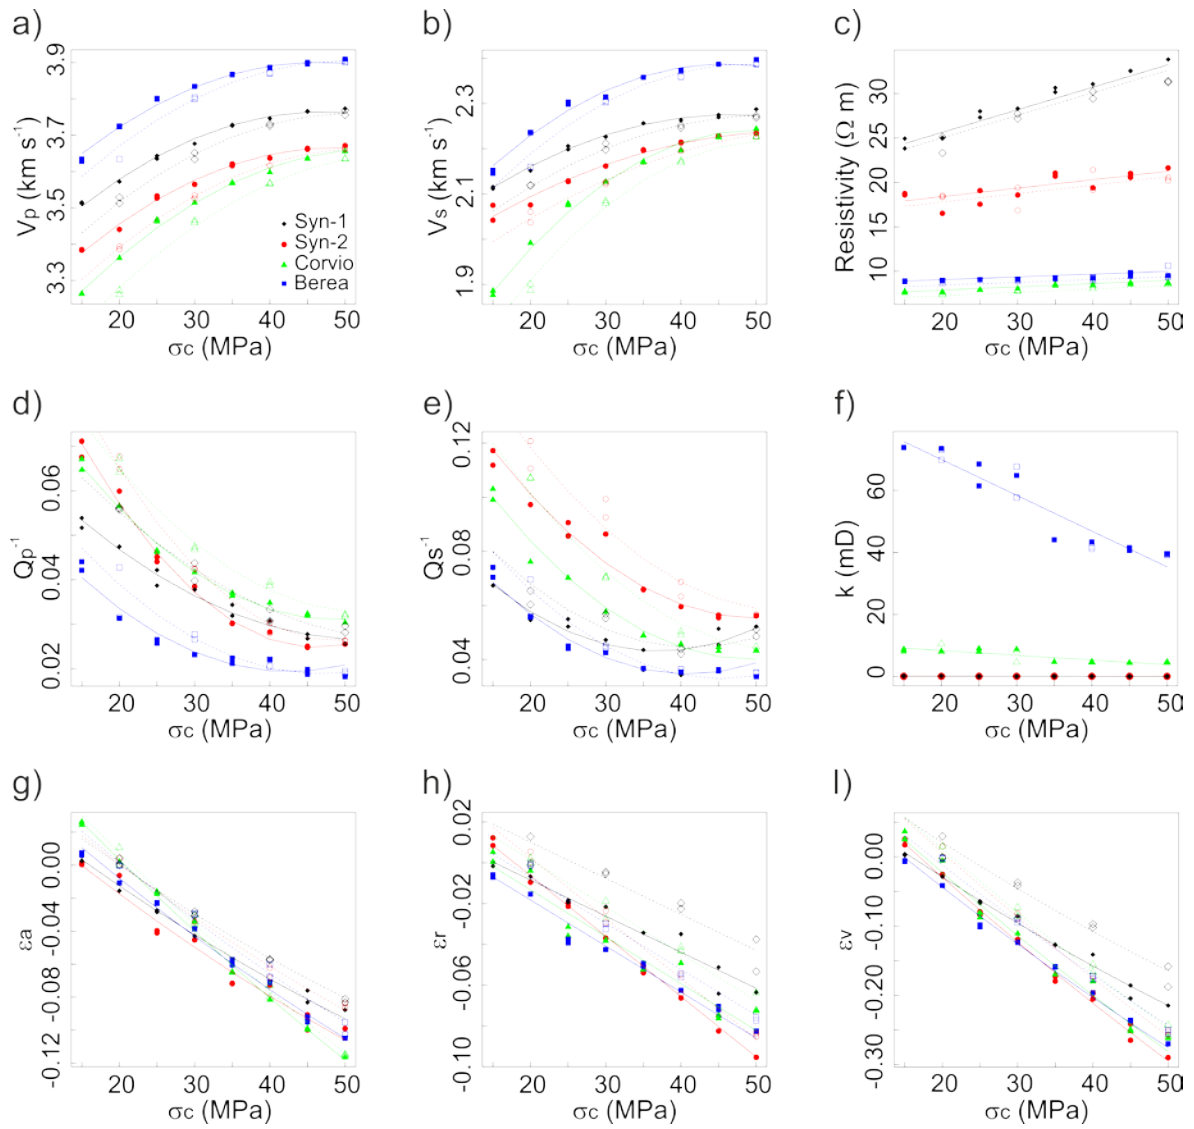 a)
3.9
3.7
3.5
3.3
Vp (km s⁻¹)
Syn-1
Syn-2
Corvio
Berea
20 30 40 50
σc (MPa)
b)
2.3
2.1
1.9
Vs (km s⁻¹)
20 30 40 50
σc (MPa)
c)
30
25
20
15
10
Resistivity (Ω m)
20 30 40 50
σc (MPa)
d)
0.06
0.04
0.02
Qp⁻¹
20 30 40 50
σc (MPa)
e)
0.12
0.08
0.04
Qs⁻¹
20 30 40 50
σc (MPa)
f)
60
40
20
0
k (mD)
20 30 40 50
σc (MPa)
g)
0.00
-0.04
-0.08
-0.12
εa
20 30 40 50
σc (MPa)
h)
0.02
-0.02
-0.06
-0.10
εr
20 30 40 50
σc (MPa)
I)
0.00
-0.10
-0.20
-0.30
εv
20 30 40 50
σc (MPa)